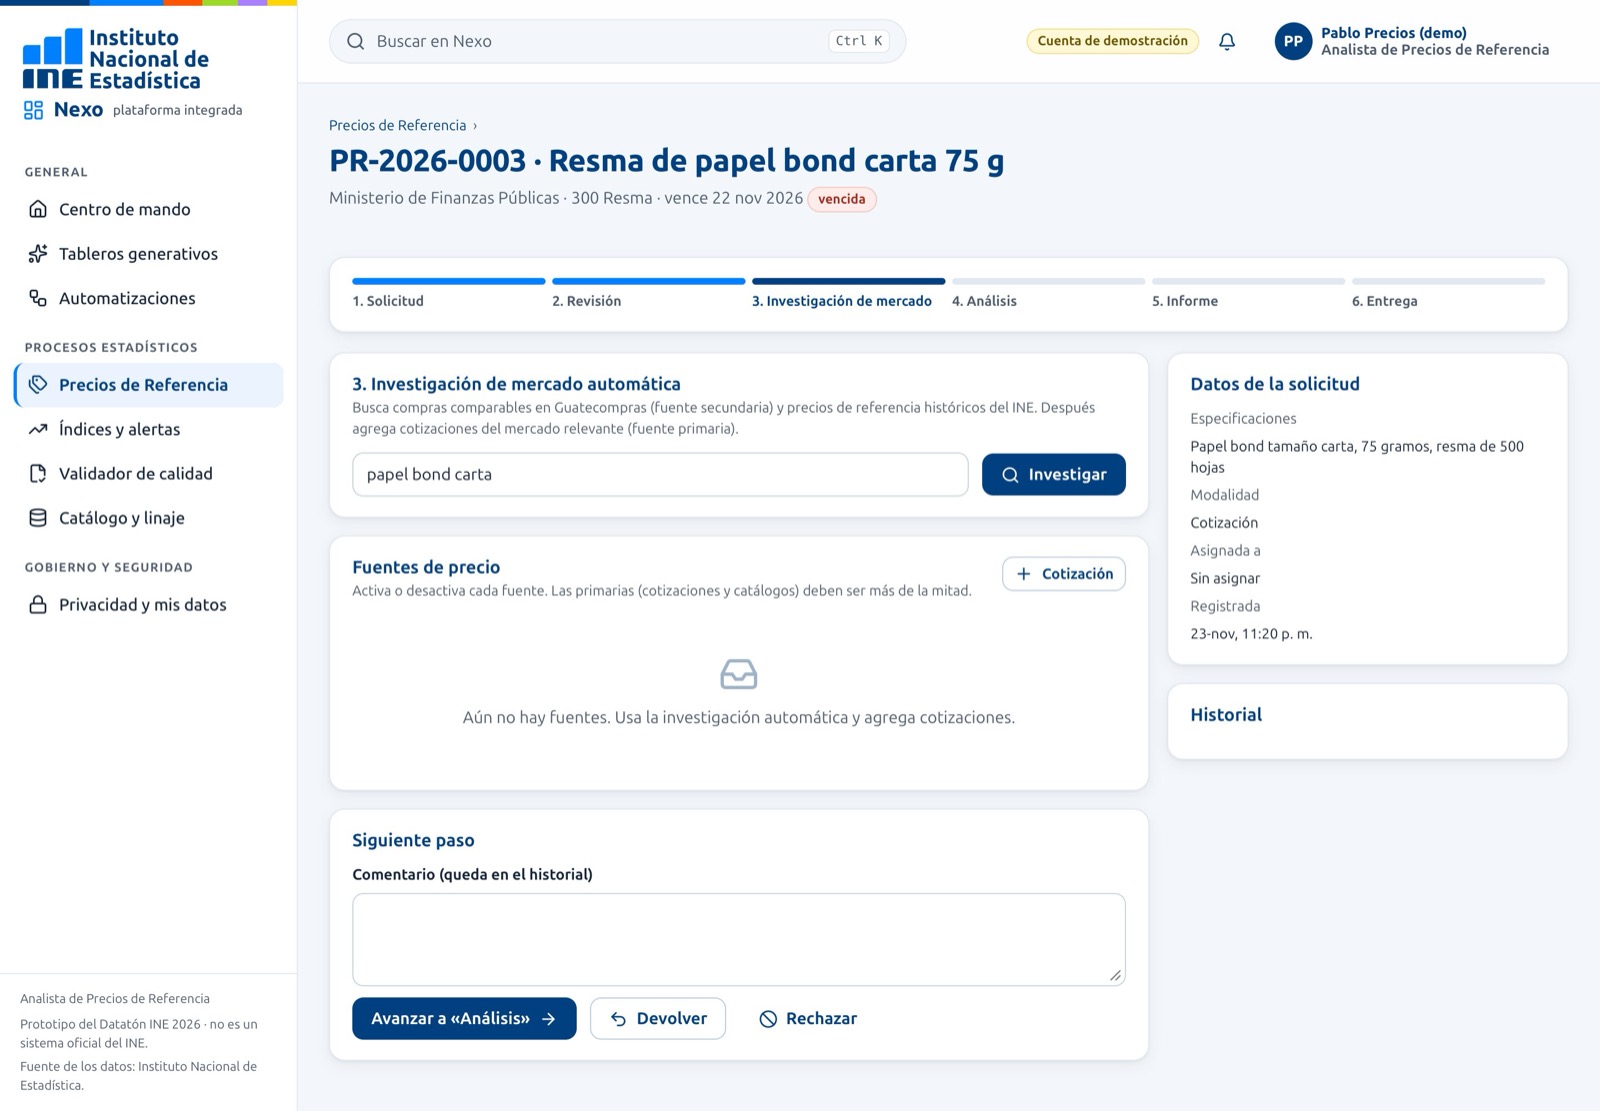 Instituto
Nacional de
Estadística
INE
Nexo plataforma integrada
GENERAL
Centro de mando
Tableros generativos
Automatizaciones
PROCESOS ESTADÍSTICOS
Precios de Referencia
Índices y alertas
Validador de calidad
Catálogo y linaje
GOBIERNO Y SEGURIDAD
Privacidad y mis datos
Analista de Precios de Referencia
Prototipo del Datatón INE 2026 · no es un
sistema oficial del INE.
Fuente de los datos: Instituto Nacional de
Estadística.
Buscar en Nexo
Ctrl K
Cuenta de demostración
PP
Pablo Precios (demo)
Analista de Precios de Referencia
Precios de Referencia ›
PR-2026-0003 · Resma de papel bond carta 75 g
Ministerio de Finanzas Públicas · 300 Resma · vence 22 nov 2026 vencida
1. Solicitud
2. Revisión
3. Investigación de mercado
4. Análisis
5. Informe
6. Entrega
3. Investigación de mercado automática
Busca compras comparables en Guatecompras (fuente secundaria) y precios de referencia históricos del INE. Después
agrega cotizaciones del mercado relevante (fuente primaria).
papel bond carta
Investigar
Fuentes de precio
Activa o desactiva cada fuente. Las primarias (cotizaciones y catálogos) deben ser más de la mitad.
Cotización
Aún no hay fuentes. Usa la investigación automática y agrega cotizaciones.
Siguiente paso
Comentario (queda en el historial)
Avanzar a «Análisis» →
Devolver
Rechazar
Datos de la solicitud
Especificaciones
Papel bond tamaño carta, 75 gramos, resma de 500
hojas
Modalidad
Cotización
Asignada a
Sin asignar
Registrada
23-nov, 11:20 p. m.
Historial